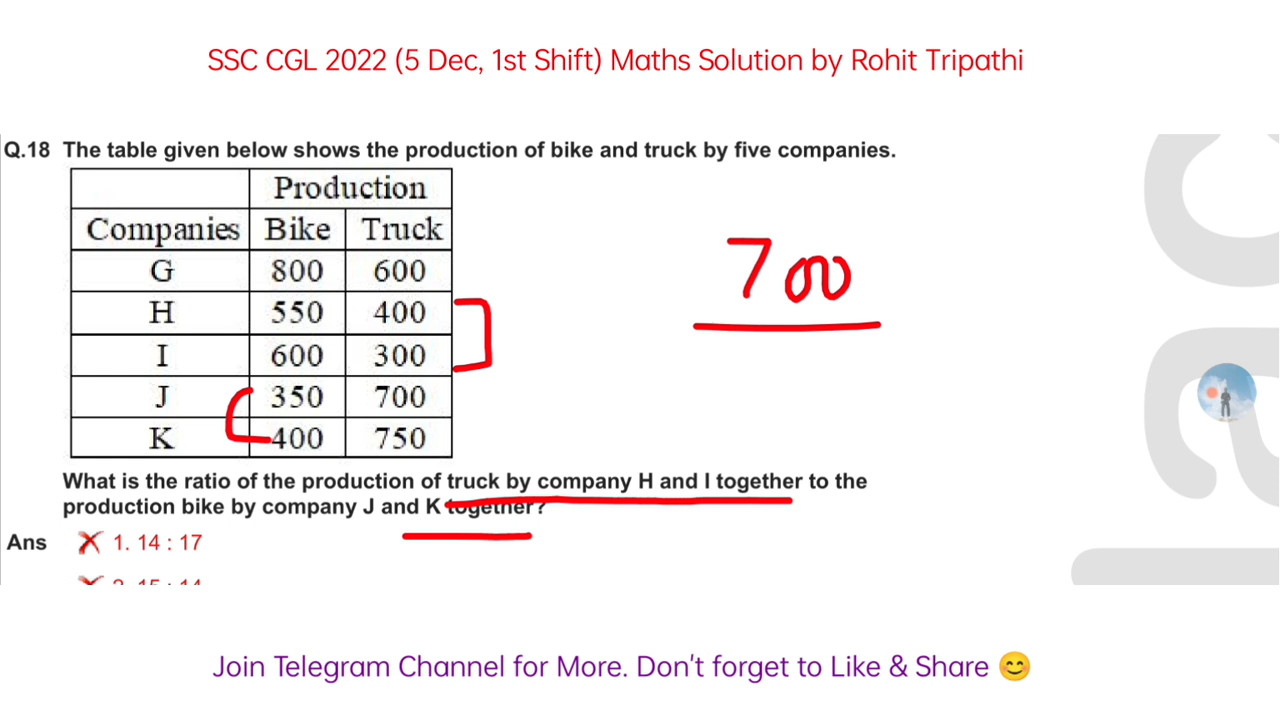 SSC CGL 2022 (5 Dec, 1st Shift) Maths Solution by Rohit Tripathi
Q.18 The table given below shows the production of bike and truck by five companies.
Production
Companies Bike Truck
G 800 600
H 550 400
I 600 300
J 350 700
K 400 750
700
What is the ratio of the production of truck by company H and I together to the
production bike by company J and K together?
Ans 1. 14 : 17
2. 15 : 14
Join Telegram Channel for More. Don't forget to Like & Share 😊